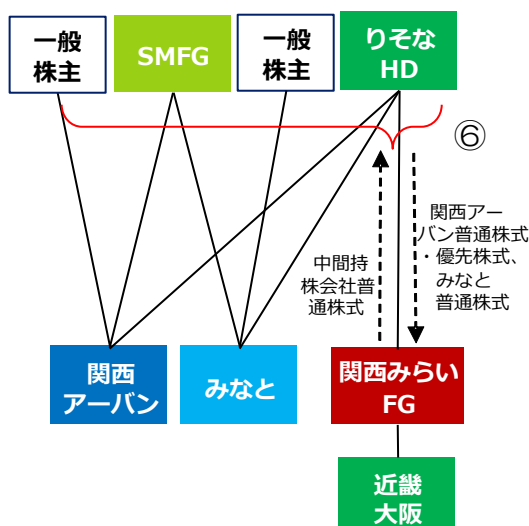 一般
株主
SMFG
一般
株主
りそな
HD
⑥
中間持
株会社普
通株式
関西アー
バン普通株式
・優先株式、
みなと
普通株式
関西
アーバン
みなと
関西みらい
FG
近畿
大阪